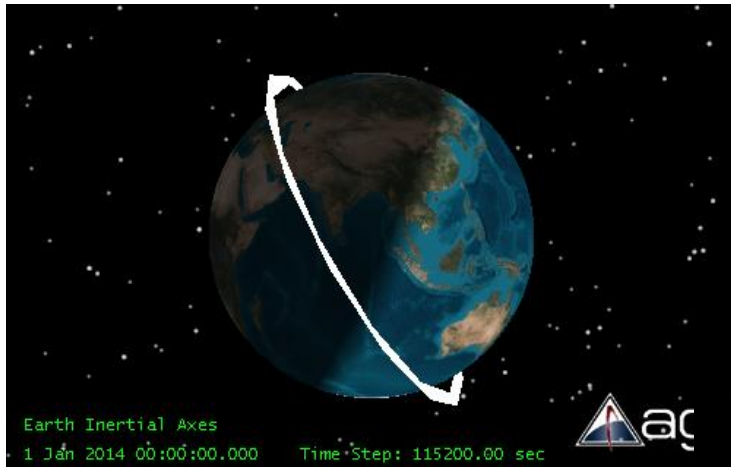 Earth Inertial Axes
1 Jan 2014 00:00:00.000 Time Step: 115200.00 sec
ag